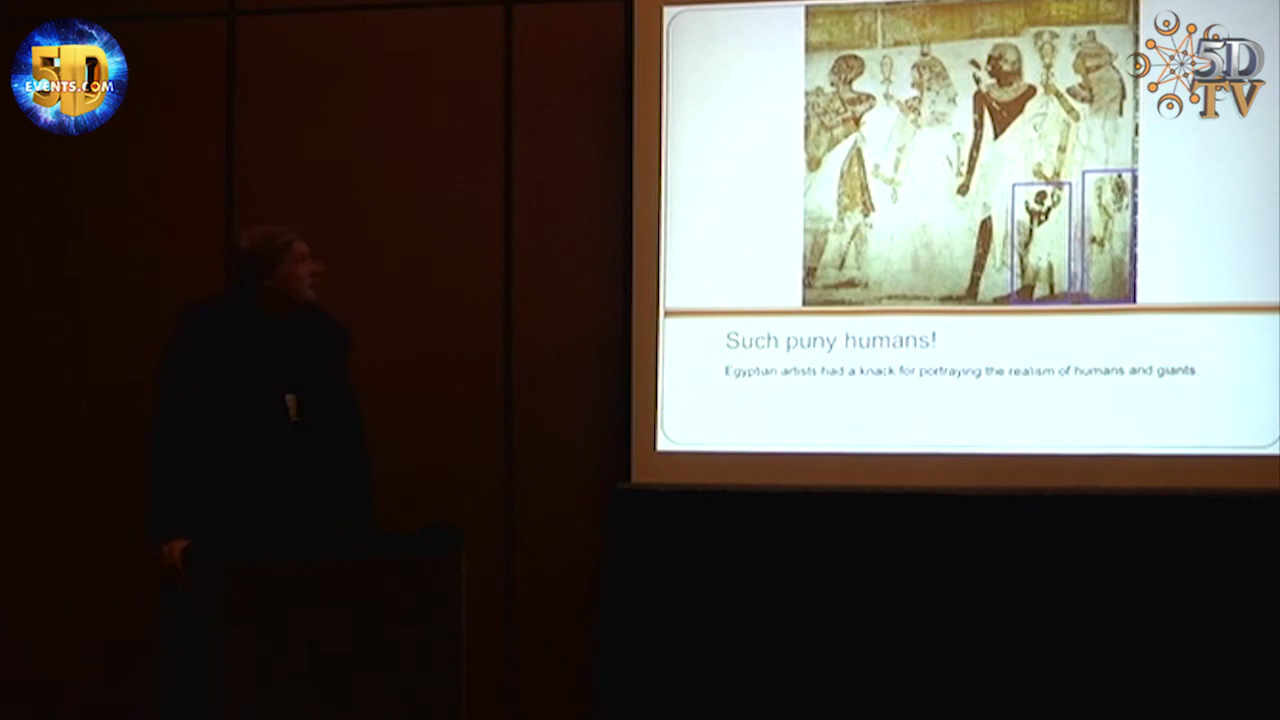 5D
EVENTS.COM
5D
TV
Such puny humans!
Egyptian artists had a knack for portraying the realism of humans and giants